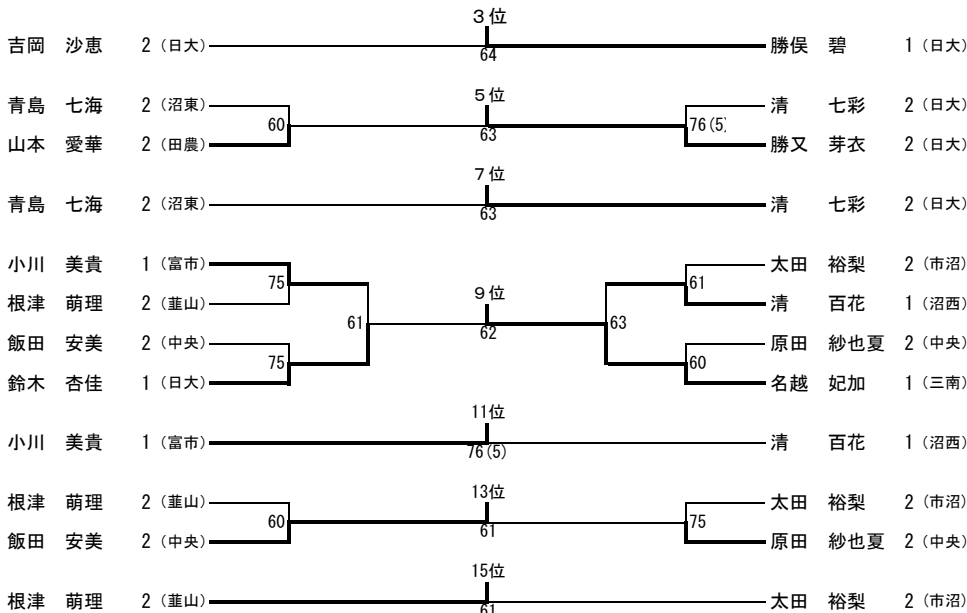 3位
吉岡 沙恵 2 (日大) 勝俣 碧 1 (日大)
64
青島 七海 2 (沼東) 5位 清 七彩 2 (日大)
60 63 76(5)
山本 愛華 2 (田農) 勝又 芽衣 2 (日大)
7位
青島 七海 2 (沼東) 清 七彩 2 (日大)
63
小川 美貴 1 (富市) 太田 裕梨 2 (市沼)
75 61
根津 萌理 2 (韮山) 9位 清 百花 1 (沼西)
61 62 63
飯田 安美 2 (中央) 原田 紗也夏 2 (中央)
75 60
鈴木 杏佳 1 (日大) 名越 妃加 1 (三南)
11位
小川 美貴 1 (富市) 清 百花 1 (沼西)
76(5)
根津 萌理 2 (韮山) 13位 太田 裕梨 2 (市沼)
60 61 75
飯田 安美 2 (中央) 原田 紗也夏 2 (中央)
15位
根津 萌理 2 (韮山) 太田 裕梨 2 (市沼)
61